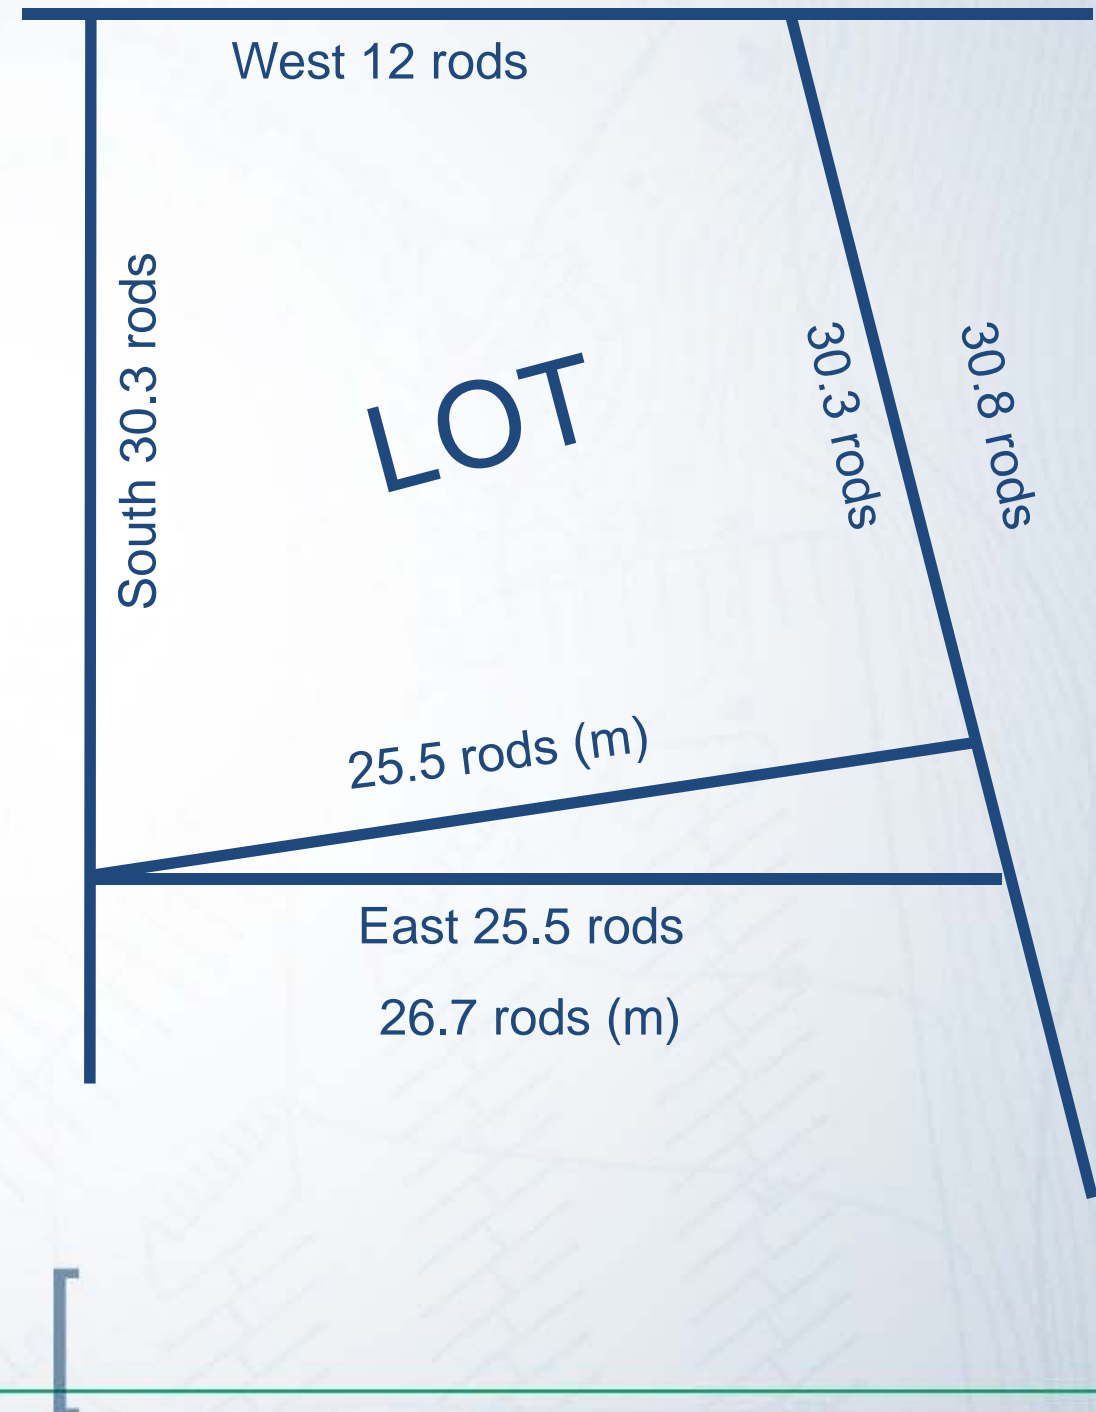 West 12 rods
South 30.3 rods
LOT
30.3 rods
30.8 rods
25.5 rods (m)
East 25.5 rods
26.7 rods (m)
[